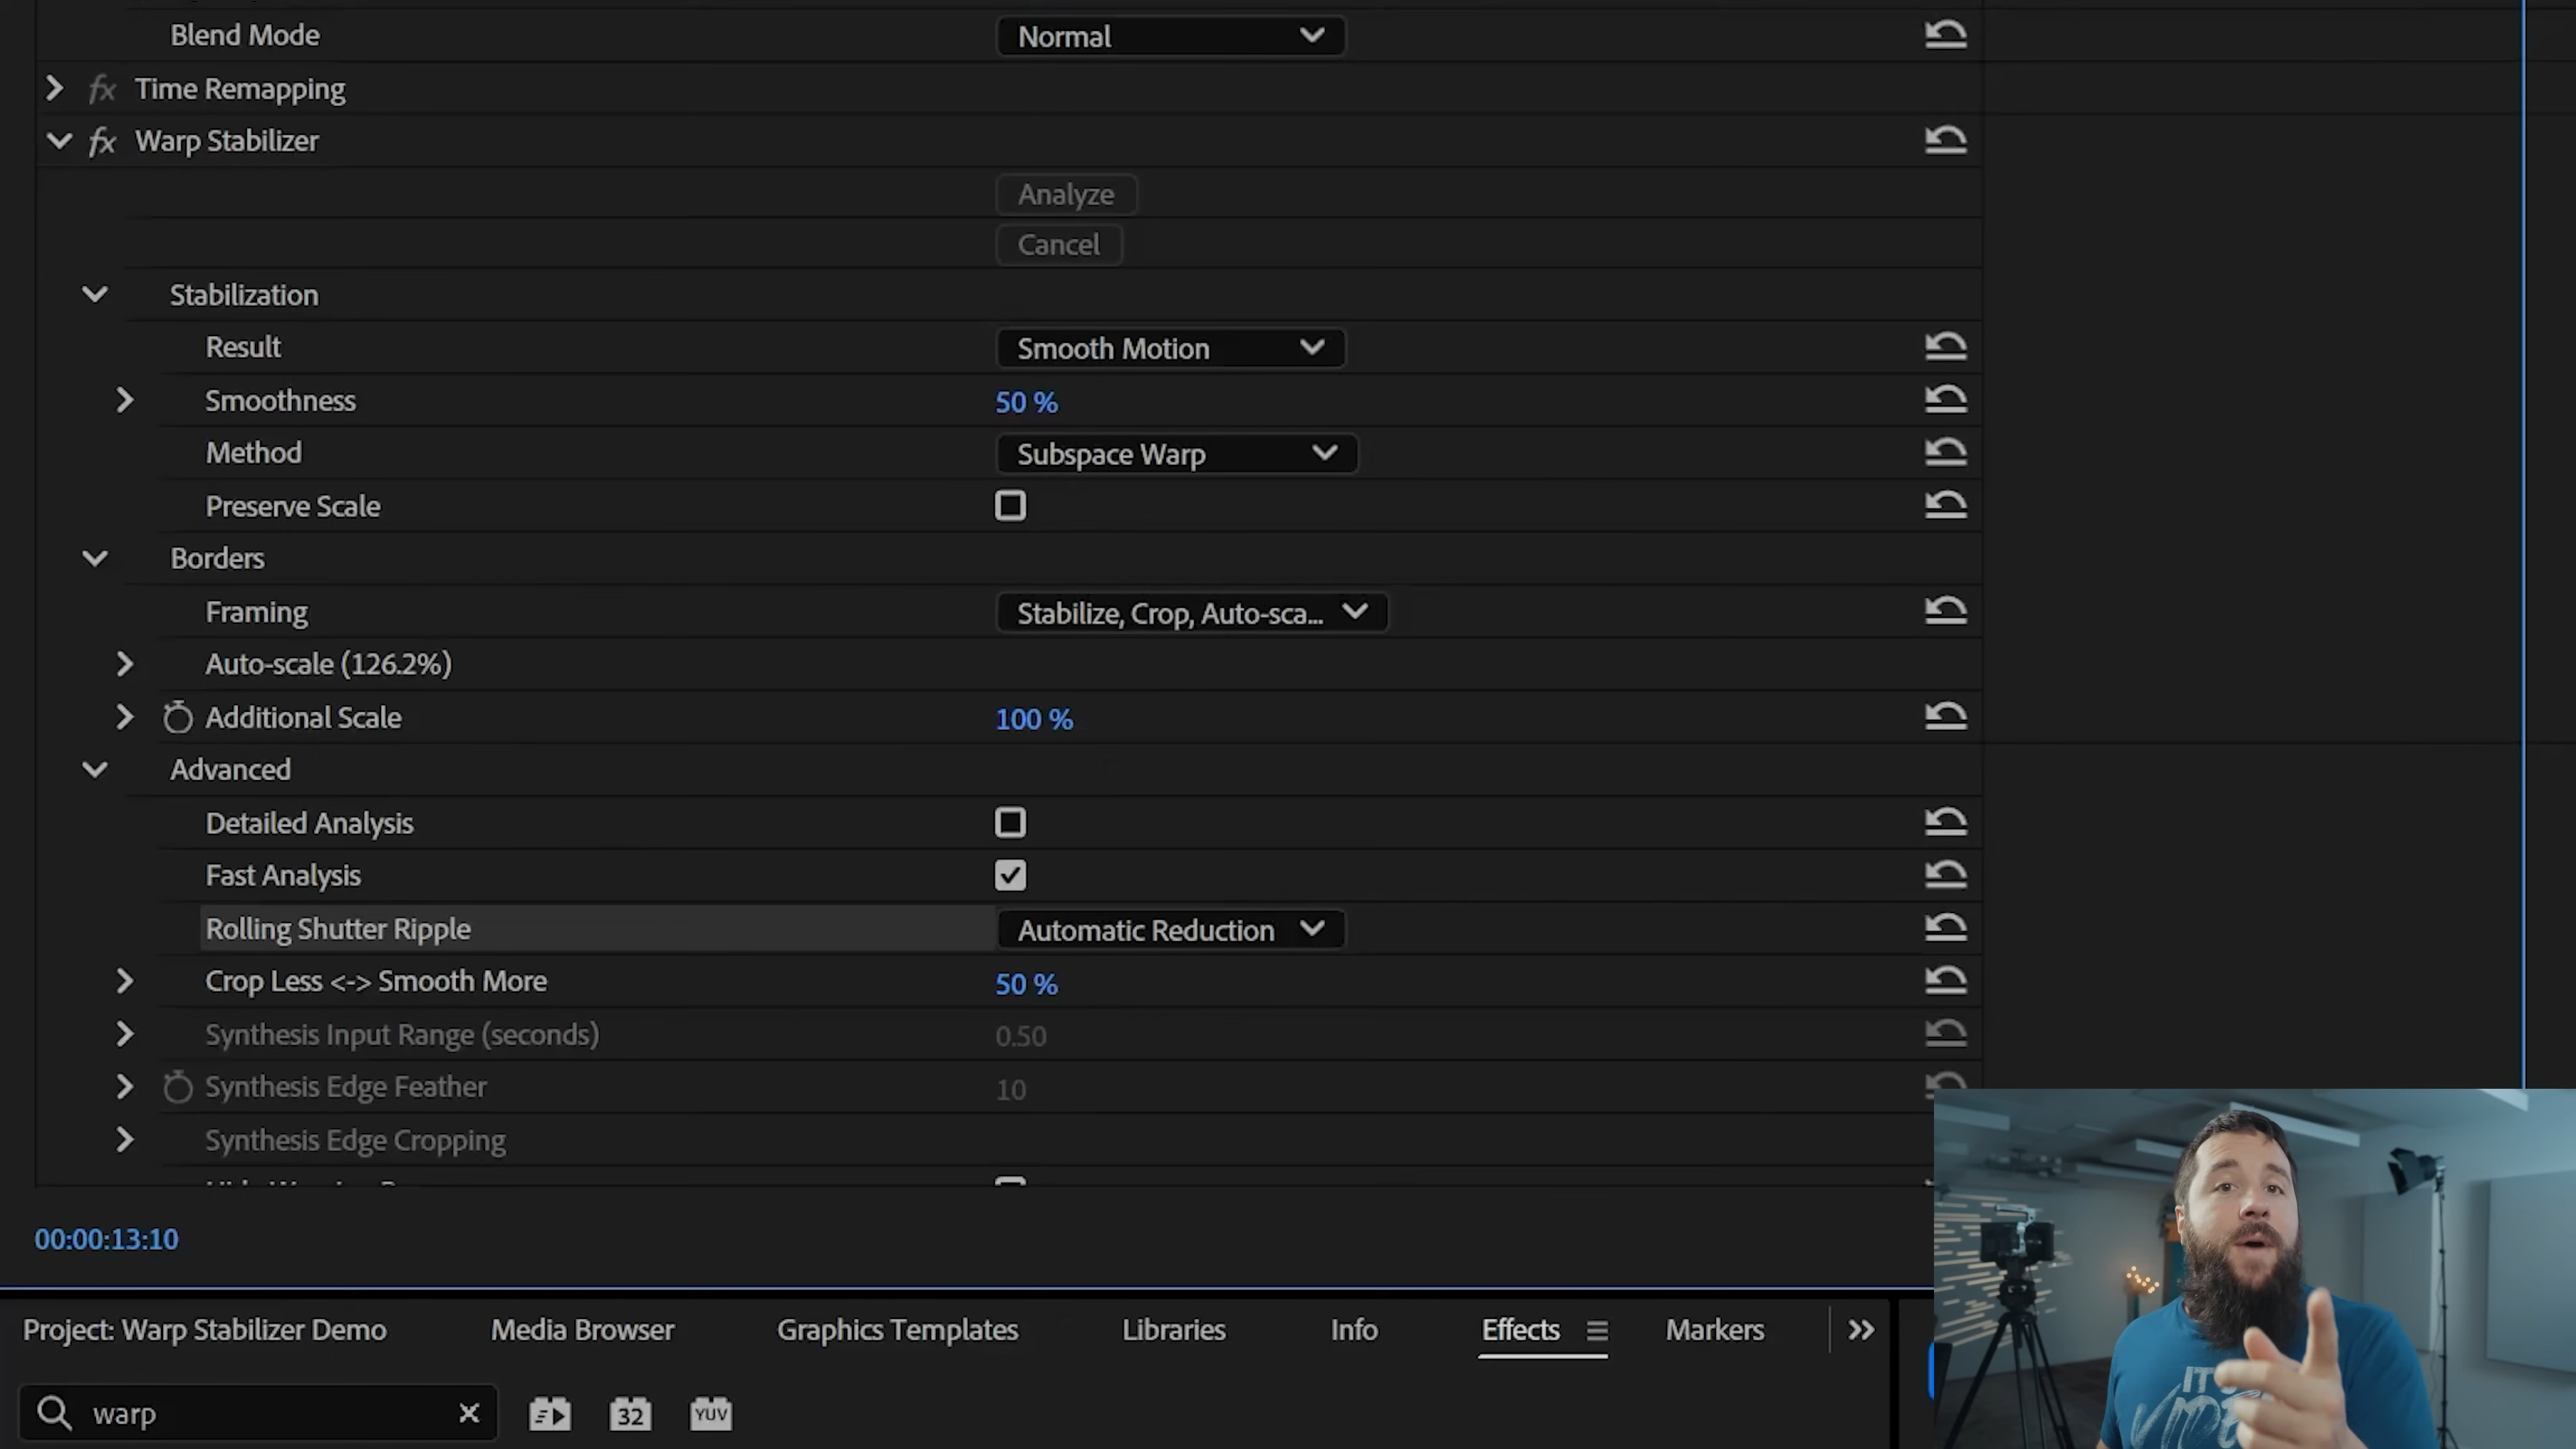 Blend Mode Normal
fx Time Remapping
fx Warp Stabilizer
Analyze
Cancel
Stabilization
Result Smooth Motion
Smoothness 50 %
Method Subspace Warp
Preserve Scale
Borders
Framing Stabilize, Crop, Auto-sca...
Auto-scale (126.2%)
Additional Scale 100 %
Advanced
Detailed Analysis
Fast Analysis
Rolling Shutter Ripple Automatic Reduction
Crop Less <-> Smooth More 50 %
Synthesis Input Range (seconds) 0.50
Synthesis Edge Feather 10
Synthesis Edge Cropping
00:00:13:10
Project: Warp Stabilizer Demo Media Browser Graphics Templates Libraries Info Effects Markers
warp 32 YUV